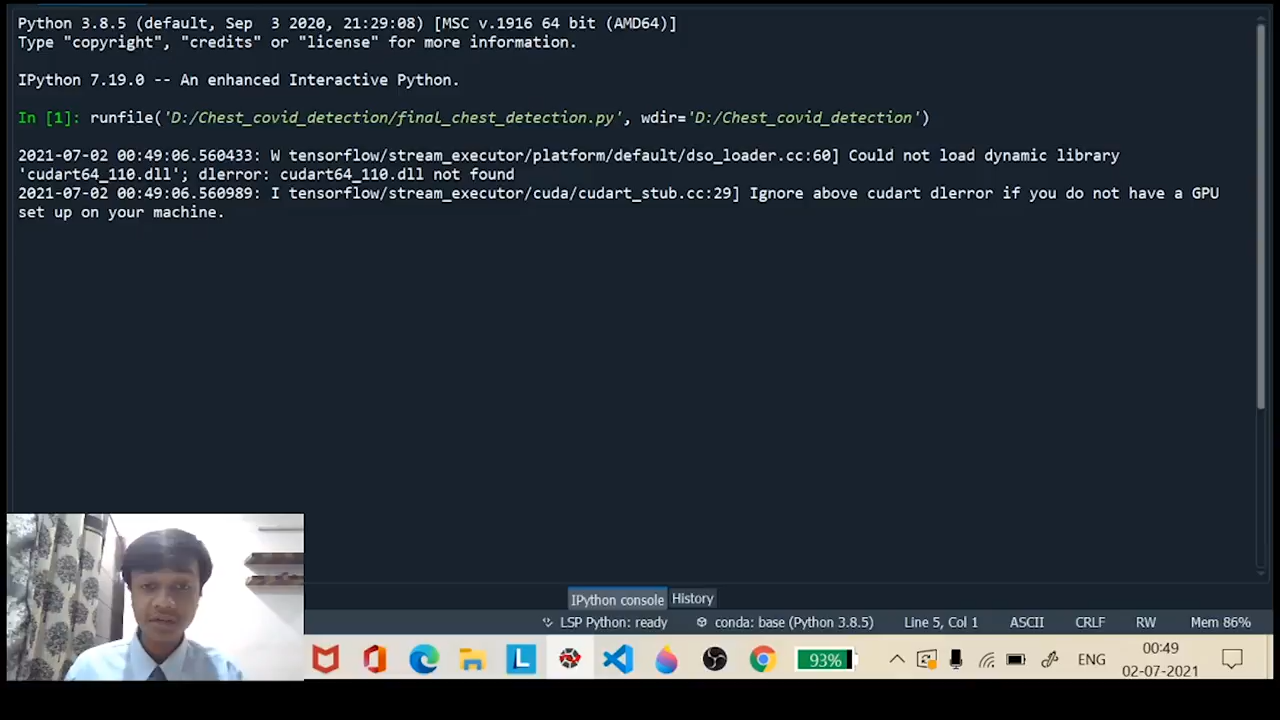 Python 3.8.5 (default, Sep  3 2020, 21:29:08) [MSC v.1916 64 bit (AMD64)]
Type "copyright", "credits" or "license" for more information.
IPython 7.19.0 -- An enhanced Interactive Python.
In [1]: runfile('D:/Chest_covid_detection/final_chest_detection.py', wdir='D:/Chest_covid_detection')
2021-07-02 00:49:06.560433: W tensorflow/stream_executor/platform/default/dso_loader.cc:60] Could not load dynamic library
'cudart64_110.dll'; dlerror: cudart64_110.dll not found
2021-07-02 00:49:06.560989: I tensorflow/stream_executor/cuda/cudart_stub.cc:29] Ignore above cudart dlerror if you do not have a GPU
set up on your machine.
IPython console History
LSP Python: ready conda: base (Python 3.8.5) Line 5, Col 1 ASCII CRLF RW Mem 86%
L 93% ENG 00:49
02-07-2021